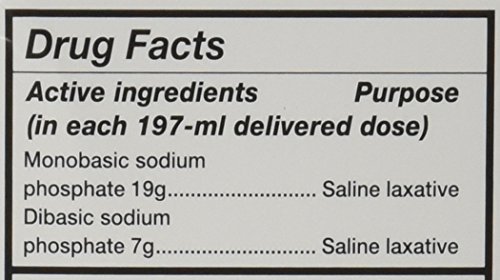 Drug Facts
Active ingredients Purpose
(in each 197-ml delivered dose)
Monobasic sodium
phosphate 19g........................... Saline laxative
Dibasic sodium
phosphate 7g............................. Saline laxative